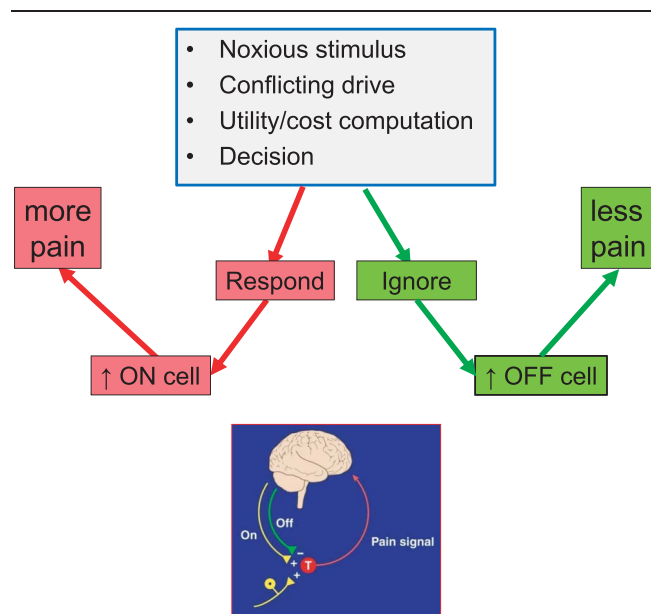 • Noxious stimulus
• Conflicting drive
• Utility/cost computation
• Decision
more
pain
less
pain
Respond
Ignore
↑ ON cell
↑ OFF cell
On
Off
Pain signal
−
+
T
+